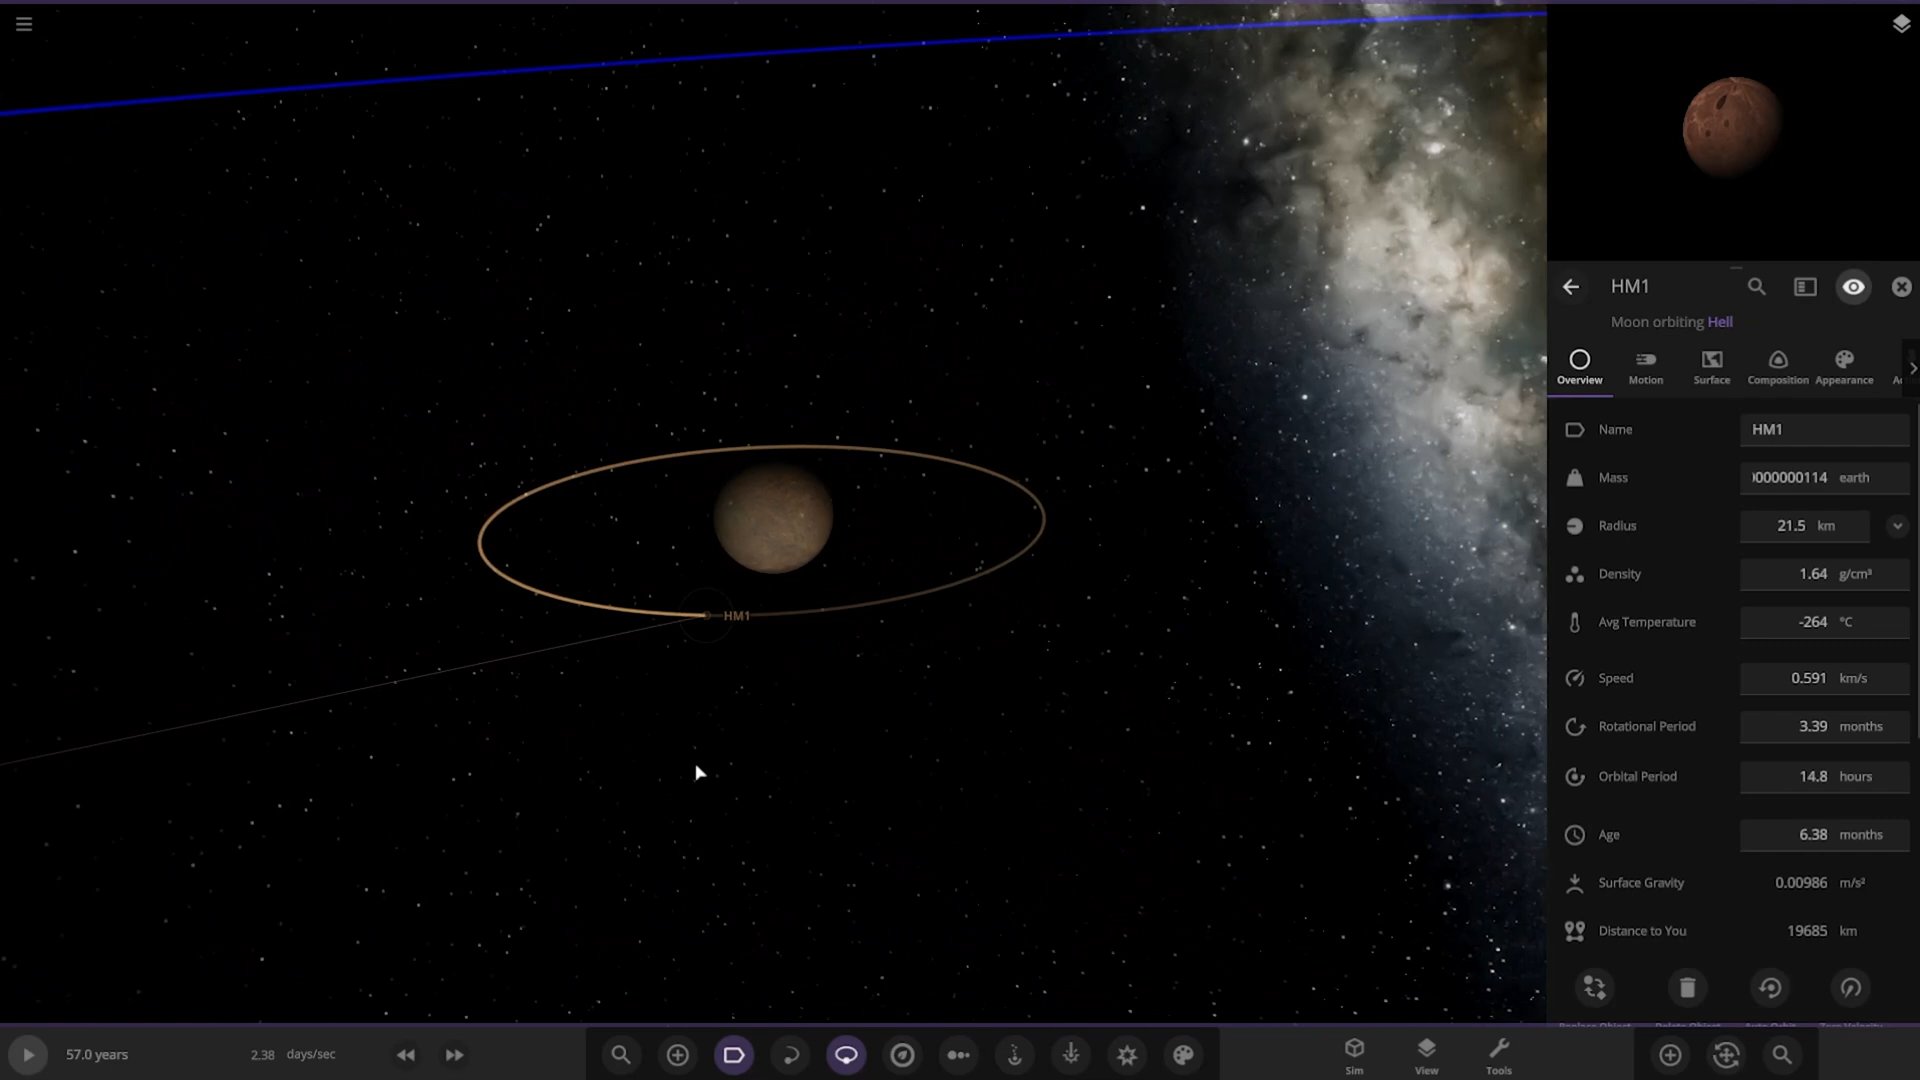 HM1
Moon orbiting Hell
Overview
Motion
Surface
Composition
Appearance
Name
HM1
Mass
000000114 earth
Radius
21.5 km
Density
1.64 g/cm³
Avg Temperature
-264 °C
Speed
0.591 km/s
Rotational Period
3.39 months
Orbital Period
14.8 hours
Age
6.38 months
Surface Gravity
0.00986 m/s²
Distance to You
19685 km
HM1
57.0 years
2.38 days/sec
Sim
View
Tools